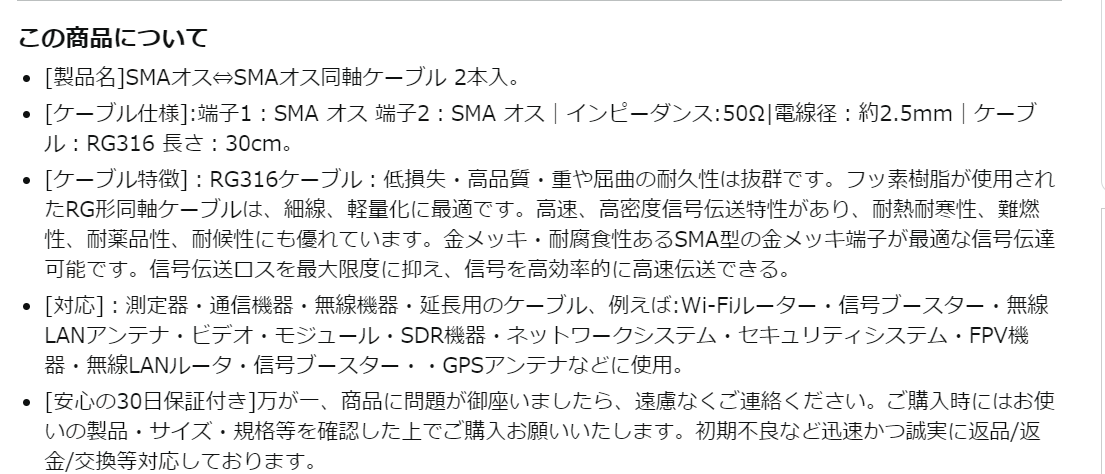 この商品について
[製品名]SMAオス⇔SMAオス同軸ケーブル 2本入。
[ケーブル仕様]:端子1：SMA オス 端子2：SMA オス｜インピーダンス:50Ω|電線径：約2.5mm｜ケーブ
ル：RG316 長さ：30cm。
[ケーブル特徴]：RG316ケーブル：低損失・高品質・重や屈曲の耐久性は抜群です。フッ素樹脂が使用され
たRG形同軸ケーブルは、細線、軽量化に最適です。高速、高密度信号伝送特性があり、耐熱耐寒性、難燃
性、耐薬品性、耐候性にも優れています。金メッキ・耐腐食性あるSMA型の金メッキ端子が最適な信号伝達
可能です。信号伝送ロスを最大限度に抑え、信号を高効率的に高速伝送できる。
[対応]：測定器・通信機器・無線機器・延長用のケーブル、例えば:Wi-Fiルーター・信号ブースター・無線
LANアンテナ・ビデオ・モジュール・SDR機器・ネットワークシステム・セキュリティシステム・FPV機
器・無線LANルータ・信号ブースター・・GPSアンテナなどに使用。
[安心の30日保証付き]万が一、商品に問題が御座いましたら、遠慮なくご連絡ください。ご購入時にはお使
いの製品・サイズ・規格等を確認した上でご購入お願いいたします。初期不良など迅速かつ誠実に返品/返
金/交換等対応しております。